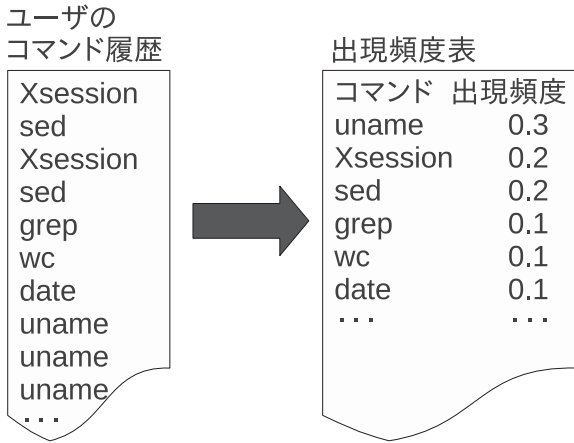 ユーザの
コマンド履歴
Xsession
sed
Xsession
sed
grep
wc
date
uname
uname
uname
･･･
出現頻度表
コマンド 出現頻度
uname 0.3
Xsession 0.2
sed 0.2
grep 0.1
wc 0.1
date 0.1
･･･ ･･･